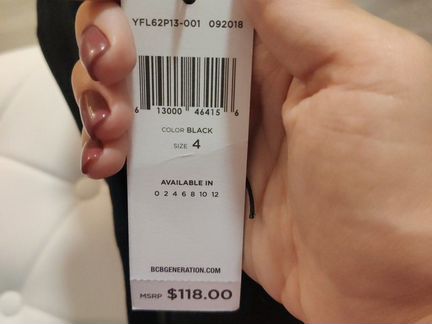 YFL62P13-001 092018
6 13000 46415 6
COLOR BLACK
SIZE 4
AVAILABLE IN
0 2 4 6 8 10 12
BCBGENERATION.COM
MSRP $118.00